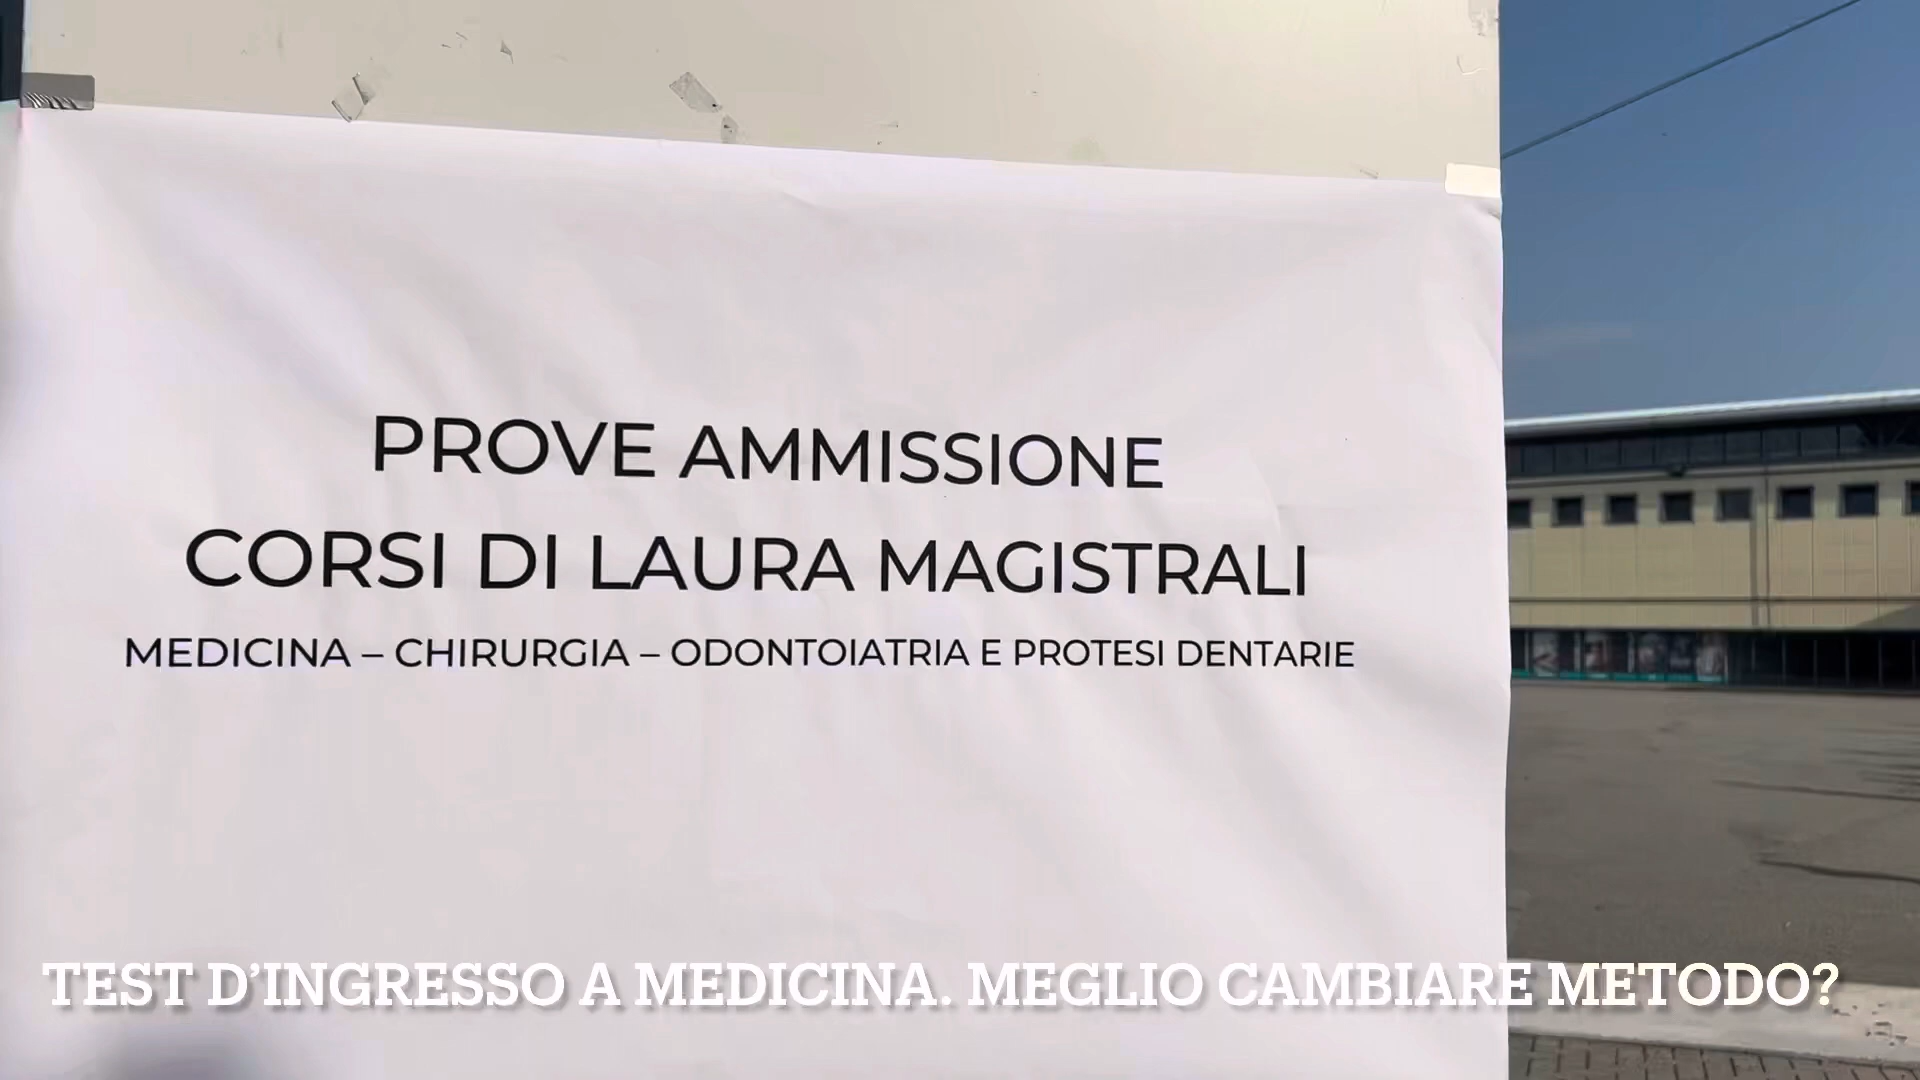 PROVE AMMISSIONE
CORSI DI LAURA MAGISTRALI
MEDICINA – CHIRURGIA – ODONTOIATRIA E PROTESI DENTARIE
TEST D’INGRESSO A MEDICINA. MEGLIO CAMBIARE METODO?